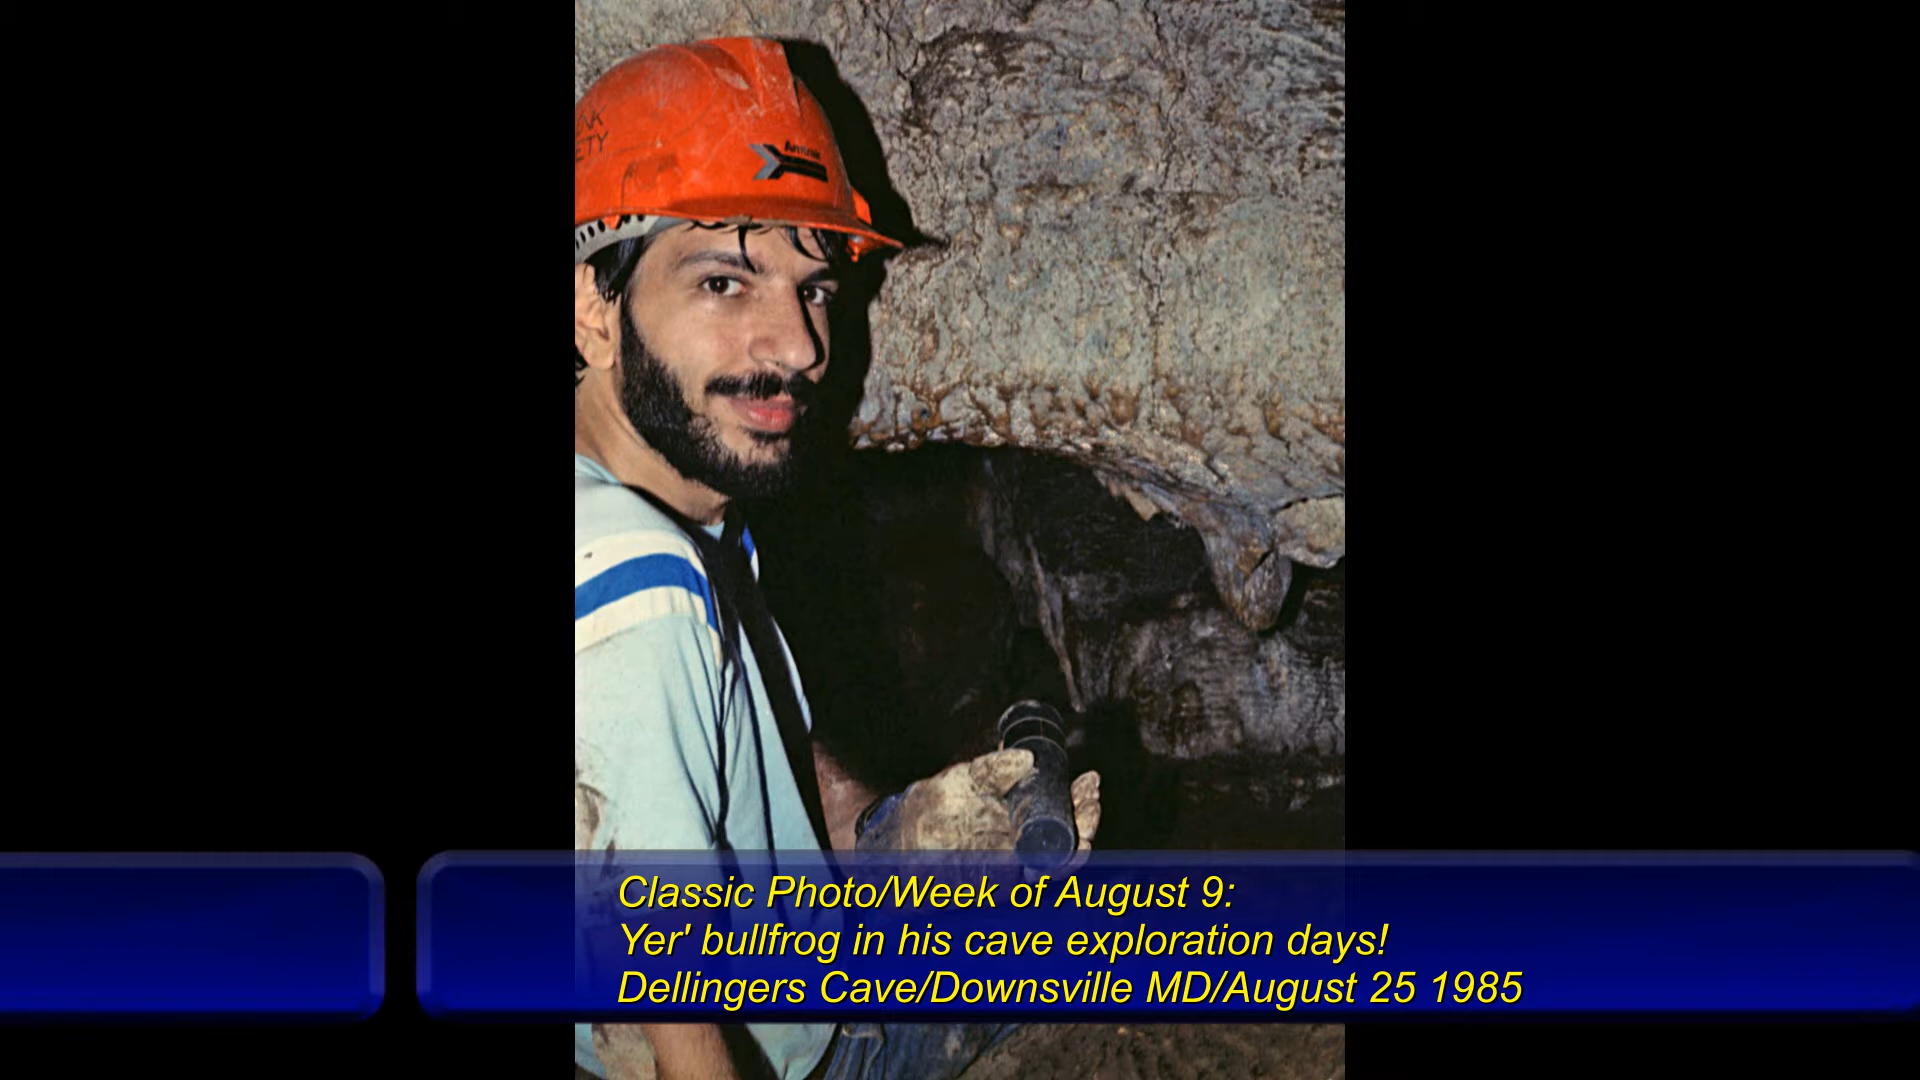 Amtrak
Classic Photo/Week of August 9:
Yer' bullfrog in his cave exploration days!
Dellingers Cave/Downsville MD/August 25 1985